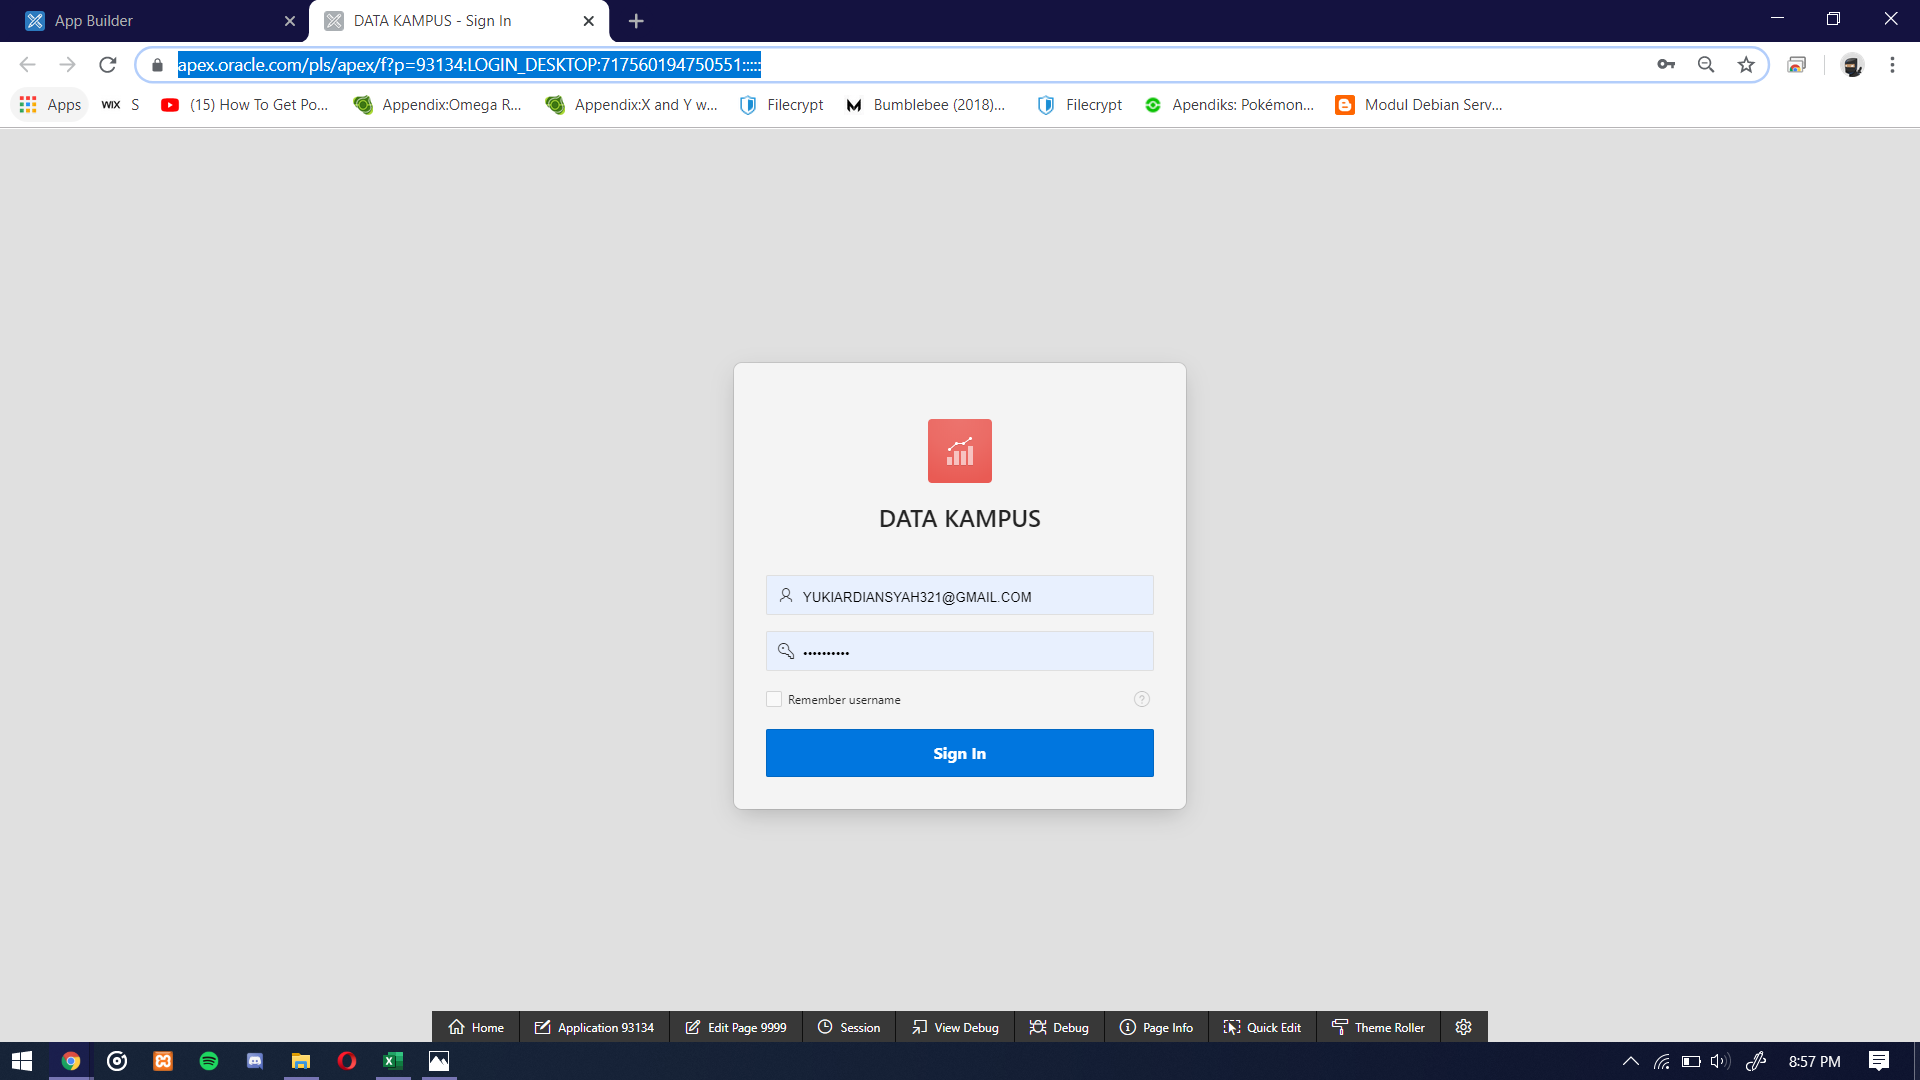 App Builder
DATA KAMPUS - Sign In
apex.oracle.com/pls/apex/f?p=93134:LOGIN_DESKTOP:717560194750551:::::
Apps
WIX S
(15) How To Get Po...
Appendix:Omega R...
Appendix:X and Y w...
Filecrypt
Bumblebee (2018)...
Filecrypt
Apendiks: Pokémon...
Modul Debian Serv...
DATA KAMPUS
YUKIARDIANSYAH321@GMAIL.COM
••••••••••
Remember username
?
Sign In
Home
Application 93134
Edit Page 9999
Session
View Debug
Debug
Page Info
Quick Edit
Theme Roller
8:57 PM